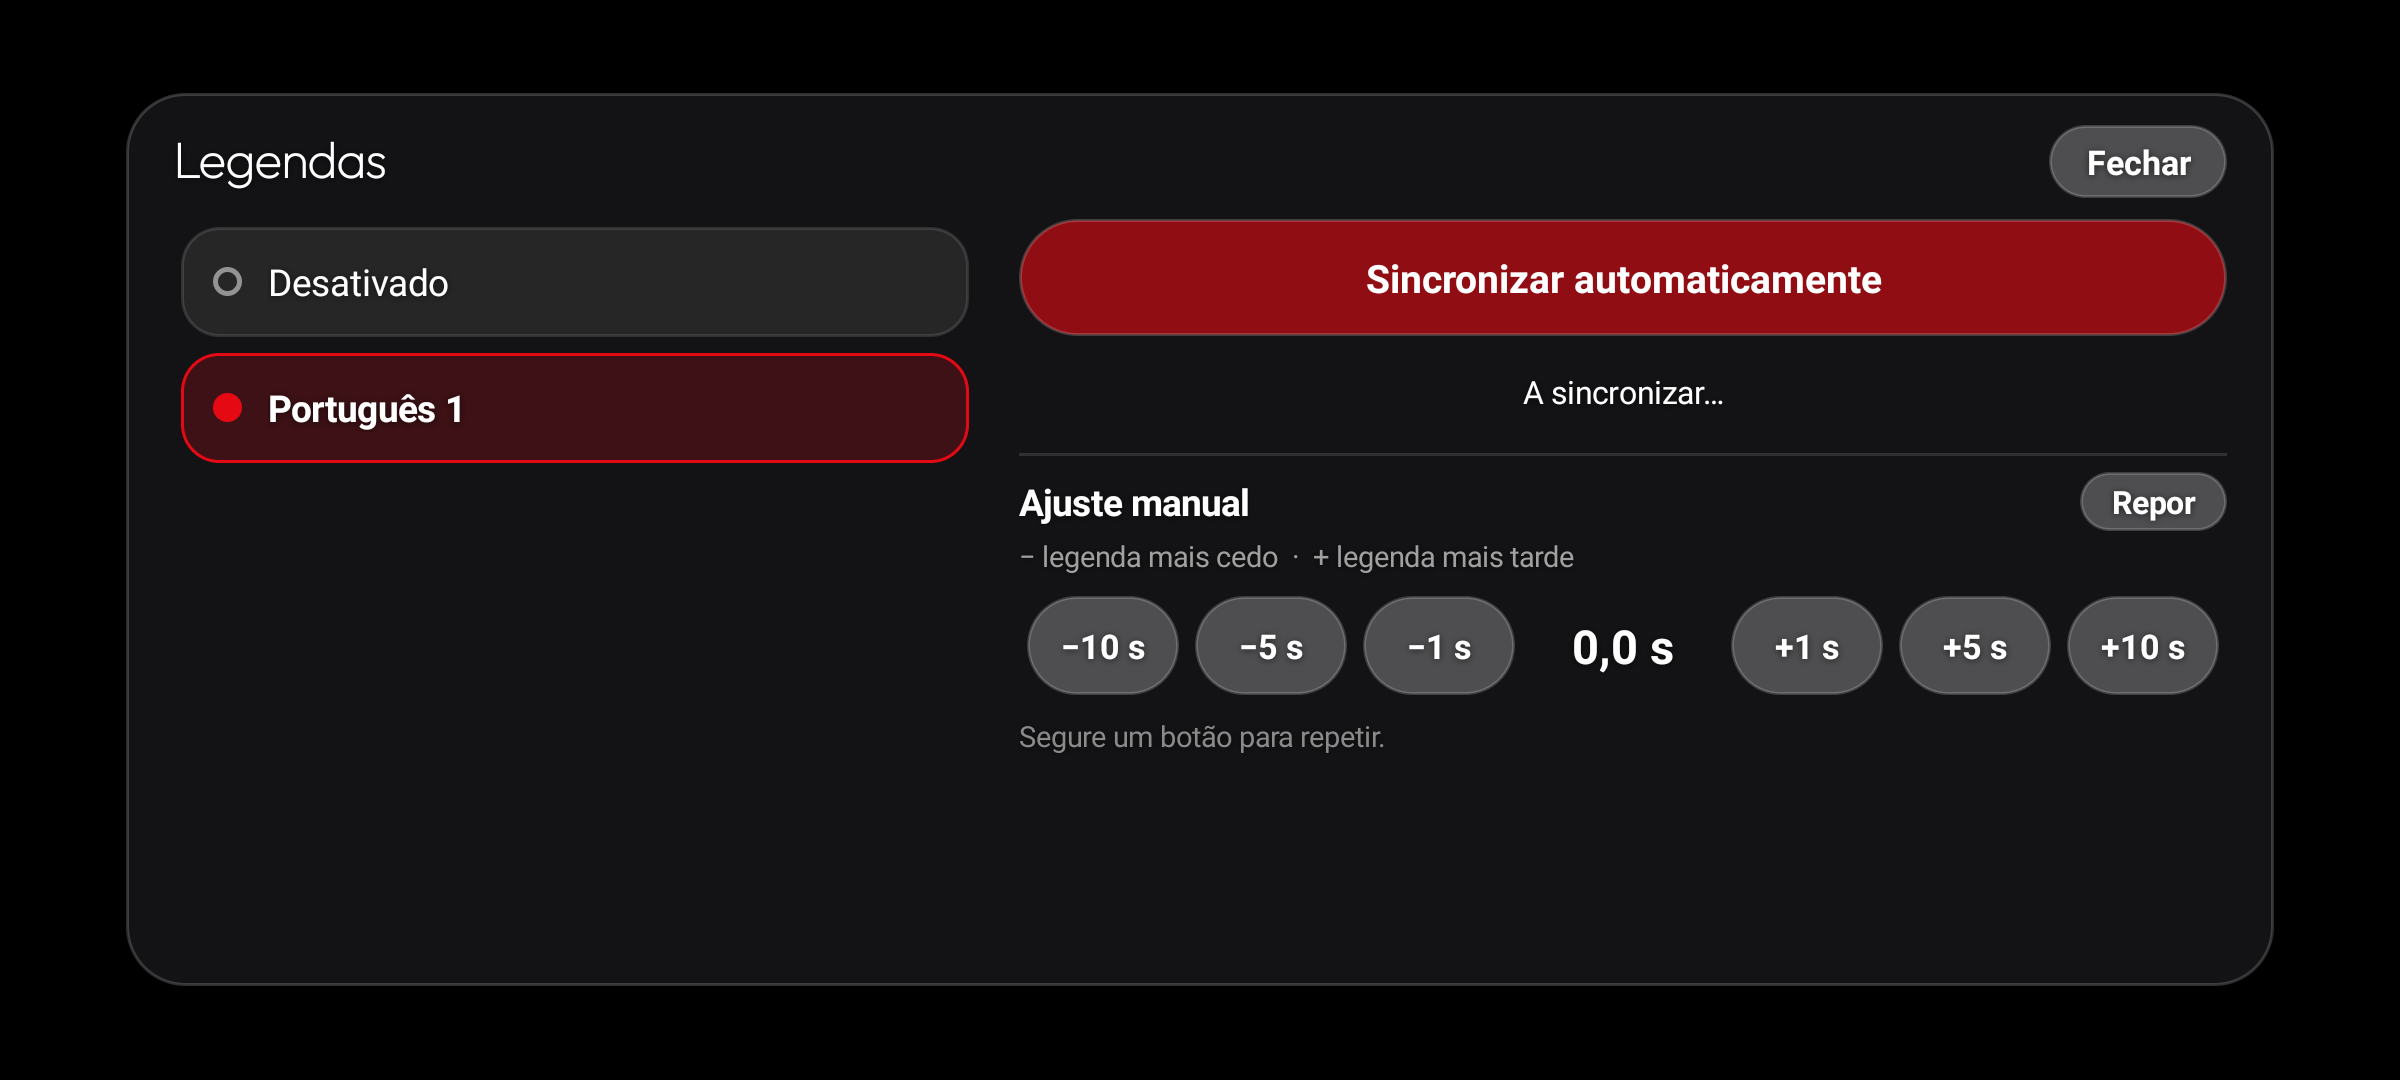 Legendas
Fechar
Desativado
Português 1
Sincronizar automaticamente
A sincronizar...
Ajuste manual
Repor
− legenda mais cedo · + legenda mais tarde
−10 s
−5 s
−1 s
0,0 s
+1 s
+5 s
+10 s
Segure um botão para repetir.